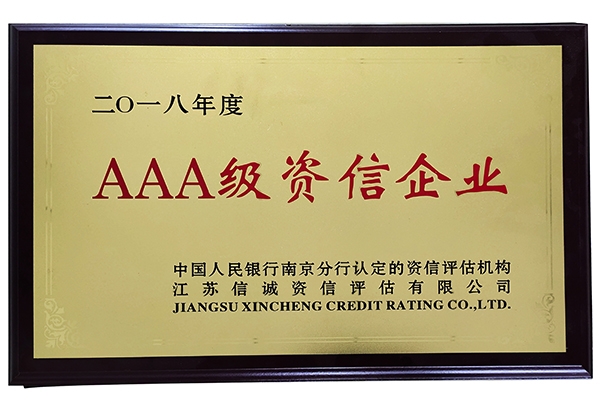 二〇一八年度
AAA级资信企业
中国人民银行南京分行认定的资信评估机构
江苏信诚资信评估有限公司
JIANGSU XINCHENG CREDIT RATING CO.,LTD.